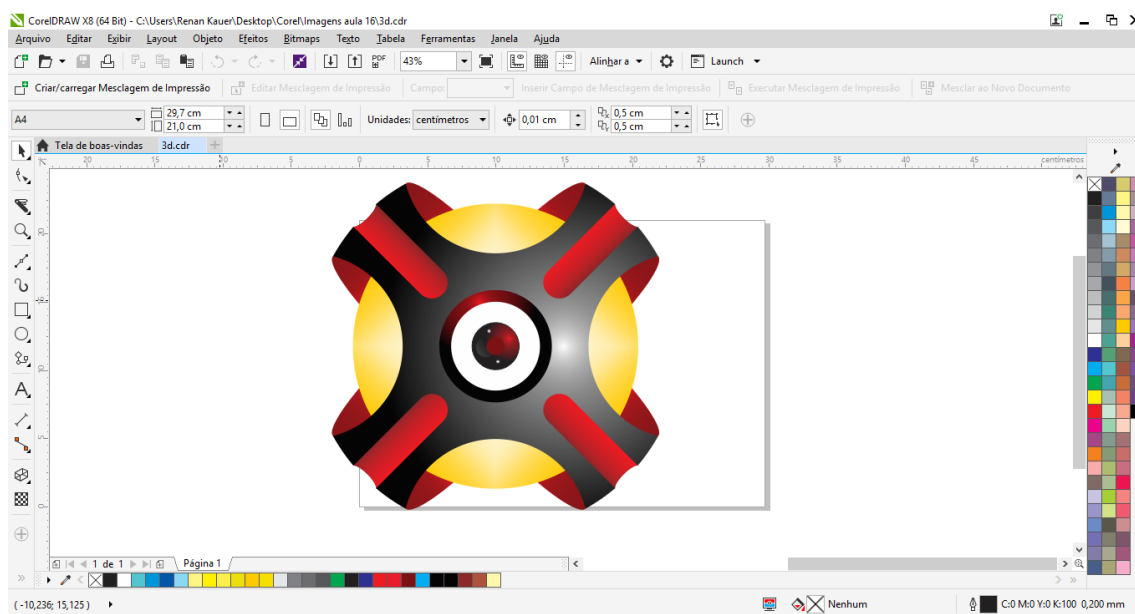 CorelDRAW X8 (64 Bit) - C:\Users\Renan Kauer\Desktop\Corel\Imagens aula 16\3d.cdr
Arquivo Editar Exibir Layout Objeto Efeitos Bitmaps Texto Tabela Ferramentas Janela Ajuda
PDF 43% Alinhar a Launch
Criar/carregar Mesclagem de Impressão Editar Mesclagem de Impressão Campo: Inserir Campo de Mesclagem de Impressão Executar Mesclagem de Impressão Mesclar ao Novo Documento
A4 29,7 cm 21,0 cm Unidades: centímetros 0,01 cm 0,5 cm 0,5 cm
Tela de boas-vindas 3d.cdr
20 15 10 5 0 5 10 15 20 25 30 35 40 45 centímetros
1 de 1 Página 1
( -10,236; 15,125 ) Nenhum C:0 M:0 Y:0 K:100 0,200 mm